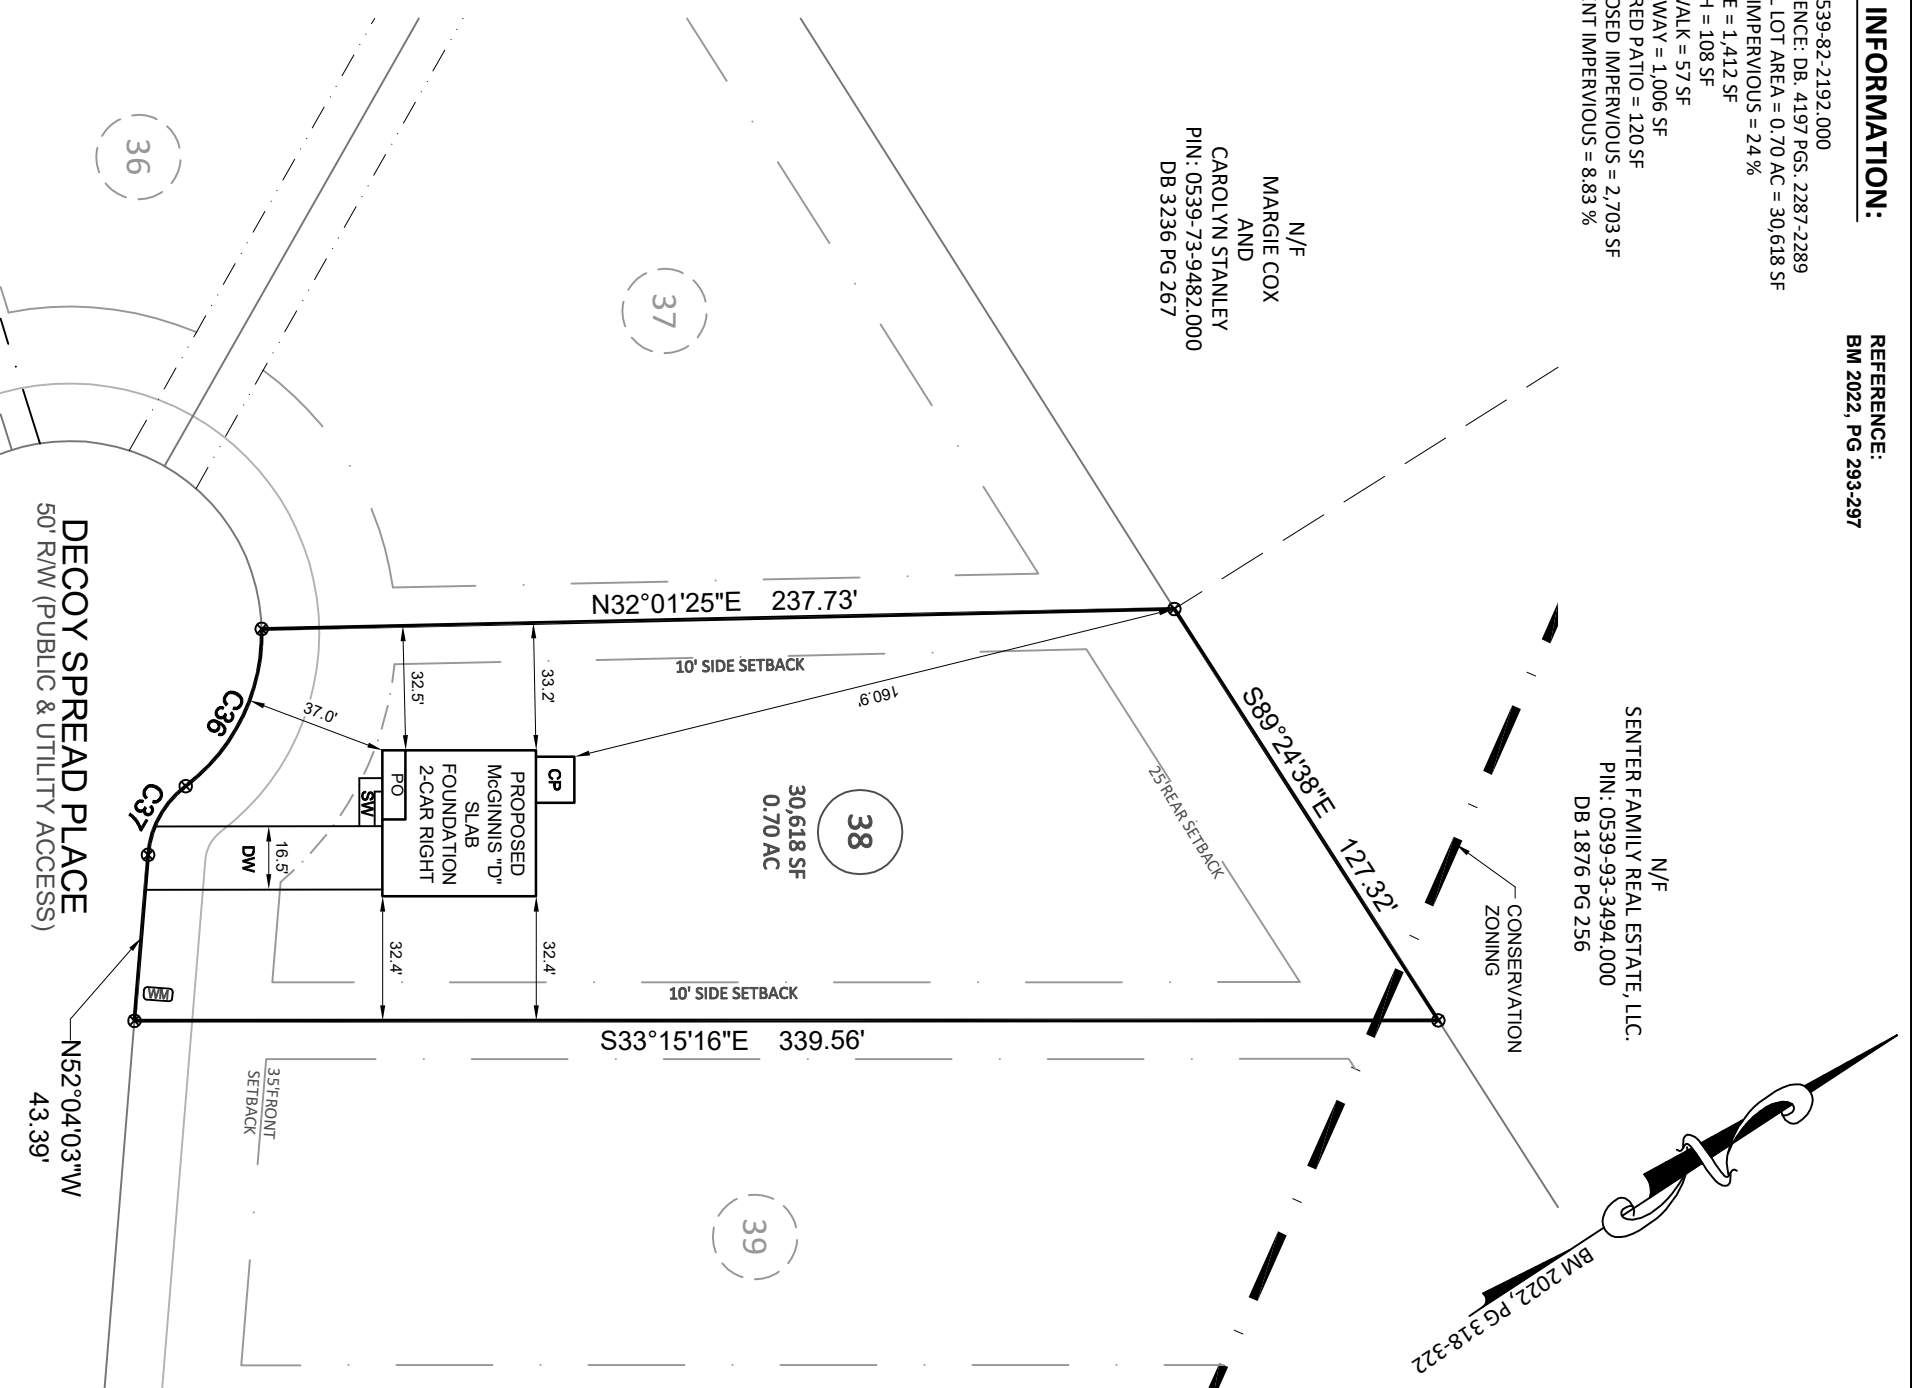 INFORMATION:
539-82-2192.000
ENCE: DB. 4197 PGS. 2287-2289
L LOT AREA = 0.70 AC = 30,618 SF
IMPERVIOUS = 24 %
E = 1,412 SF
H = 108 SF
VALK = 57 SF
WAY = 1,006 SF
RED PATIO = 120 SF
OSED IMPERVIOUS = 2,703 SF
ENT IMPERVIOUS = 8.83 %
REFERENCE:
BM 2022, PG 293-297
N/F
MARGIE COX
AND
CAROLYN STANLEY
PIN: 0539-73-9482.000
DB 3236 PG 267
N/F
SENTER FAMILY REAL ESTATE, LLC.
PIN: 0539-93-3494.000
DB 1876 PG 256
CONSERVATION
ZONING
BM 2022, PG 318-322
36
37
38
30,618 SF
0.70 AC
39
S89°24'38"E 127.32'
N32°01'25"E 237.73'
S33°15'16"E 339.56'
N52°04'03"W
43.39'
10' SIDE SETBACK
10' SIDE SETBACK
25'REAR SETBACK
35'FRONT
SETBACK
160.9'
33.2'
32.5'
37.0'
32.4'
32.4'
16.5'
CP
PROPOSED
McGINNIS "D"
SLAB
FOUNDATION
2-CAR RIGHT
PO
SW
DW
WM
C36
C37
DECOY SPREAD PLACE
50' R/W (PUBLIC & UTILITY ACCESS)